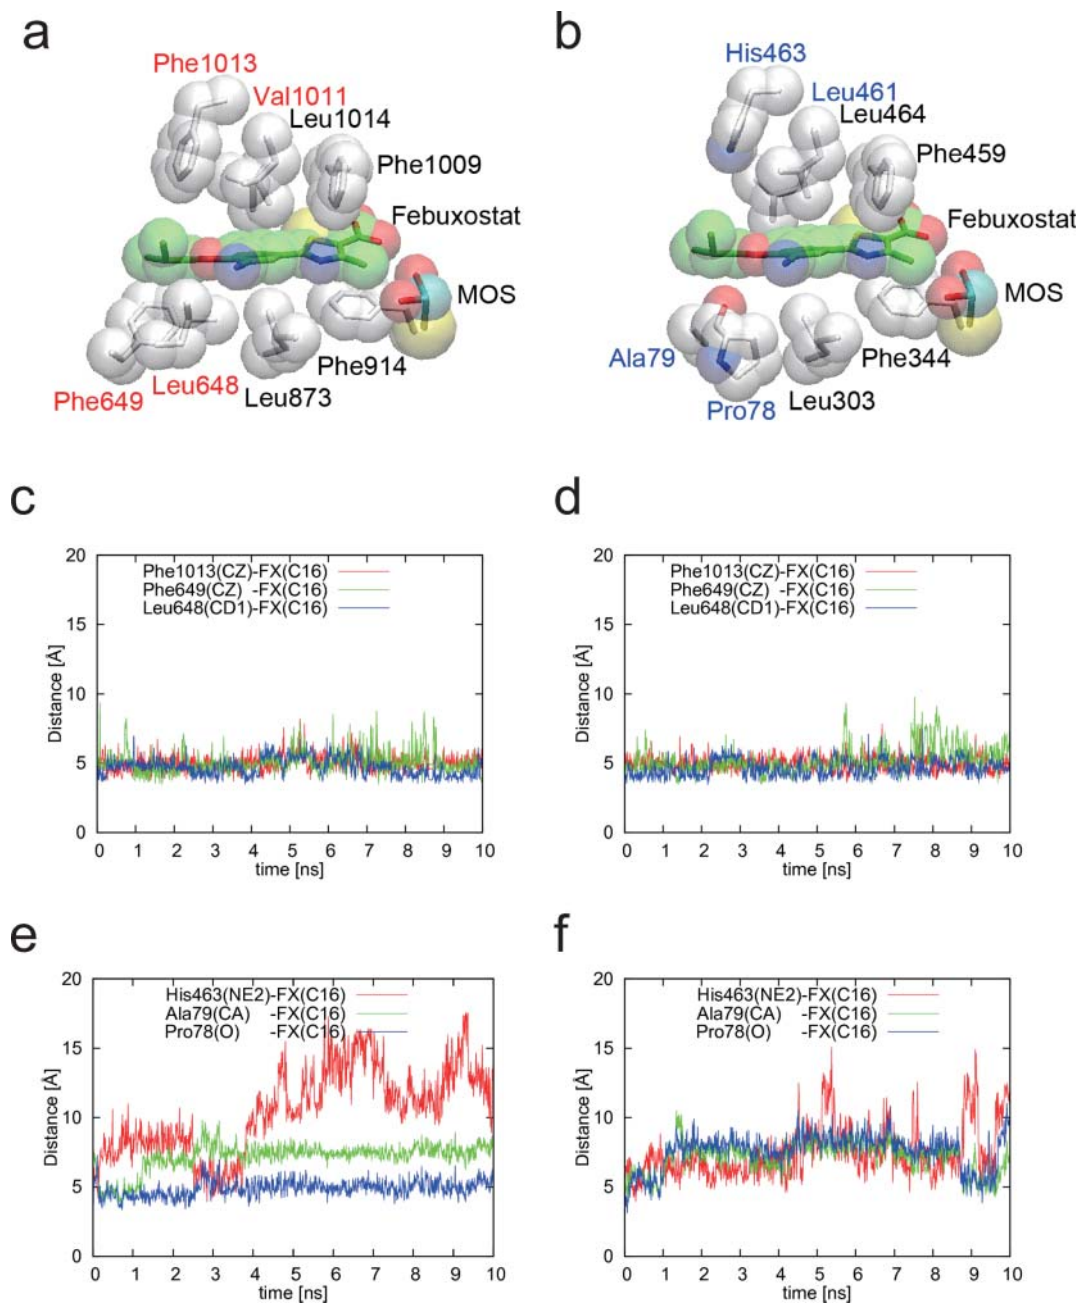 a
Phe1013
Val1011
Leu1014
Phe1009
Febuxostat
MOS
Phe914
Leu873
Leu648
Phe649
b
His463
Leu461
Leu464
Phe459
Febuxostat
MOS
Phe344
Leu303
Pro78
Ala79
c
Distance [Å]
20
15
10
5
0
Phe1013(CZ)-FX(C16)
Phe649(CZ) -FX(C16)
Leu648(CD1)-FX(C16)
0 1 2 3 4 5 6 7 8 9 10
time [ns]
d
Distance [Å]
20
15
10
5
0
Phe1013(CZ)-FX(C16)
Phe649(CZ) -FX(C16)
Leu648(CD1)-FX(C16)
0 1 2 3 4 5 6 7 8 9 10
time [ns]
e
Distance [Å]
20
15
10
5
0
His463(NE2)-FX(C16)
Ala79(CA) -FX(C16)
Pro78(O) -FX(C16)
0 1 2 3 4 5 6 7 8 9 10
time [ns]
f
Distance [Å]
20
15
10
5
0
His463(NE2)-FX(C16)
Ala79(CA) -FX(C16)
Pro78(O) -FX(C16)
0 1 2 3 4 5 6 7 8 9 10
time [ns]